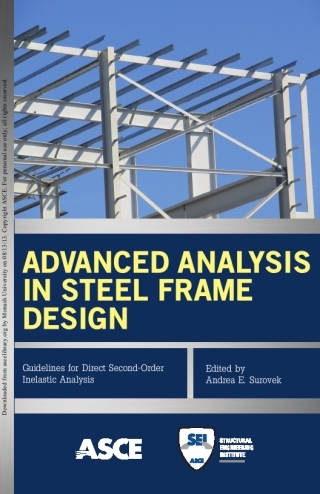 Downloaded from ascelibrary.org by Monash University on 08/13/13. Copyright ASCE. For personal use only; all rights reserved.
ADVANCED ANALYSIS
IN STEEL FRAME
DESIGN
Guidelines for Direct Second-Order
Inelastic Analysis
Edited by
Andrea E. Surovek
ASCE
SEI
ASCE
STRUCTURAL
ENGINEERING
INSTITUTE